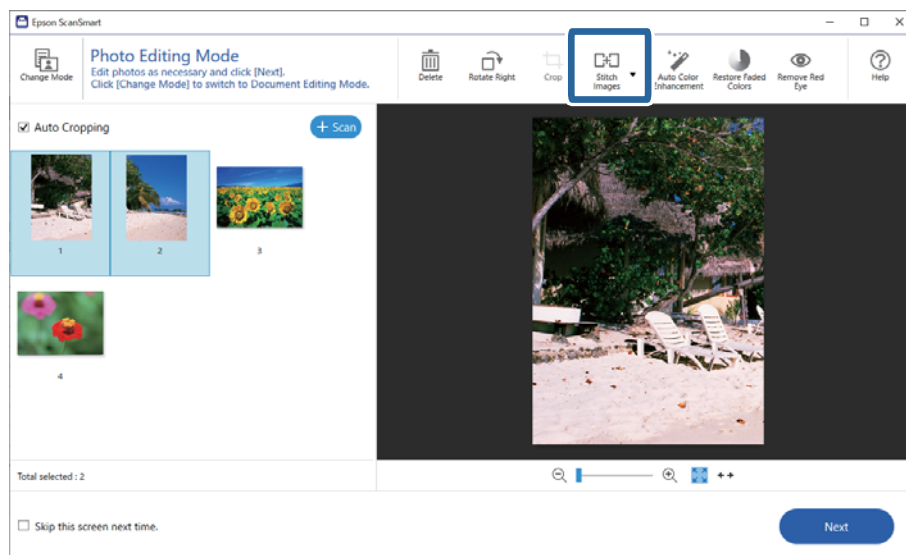 Epson ScanSmart
Change Mode
Photo Editing Mode
Edit photos as necessary and click [Next].
Click [Change Mode] to switch to Document Editing Mode.
Delete
Rotate Right
Crop
Stitch
Images
Auto Color
Enhancement
Restore Faded
Colors
Remove Red
Eye
Help
Auto Cropping
+ Scan
1
2
3
4
Total selected : 2
Skip this screen next time.
Next